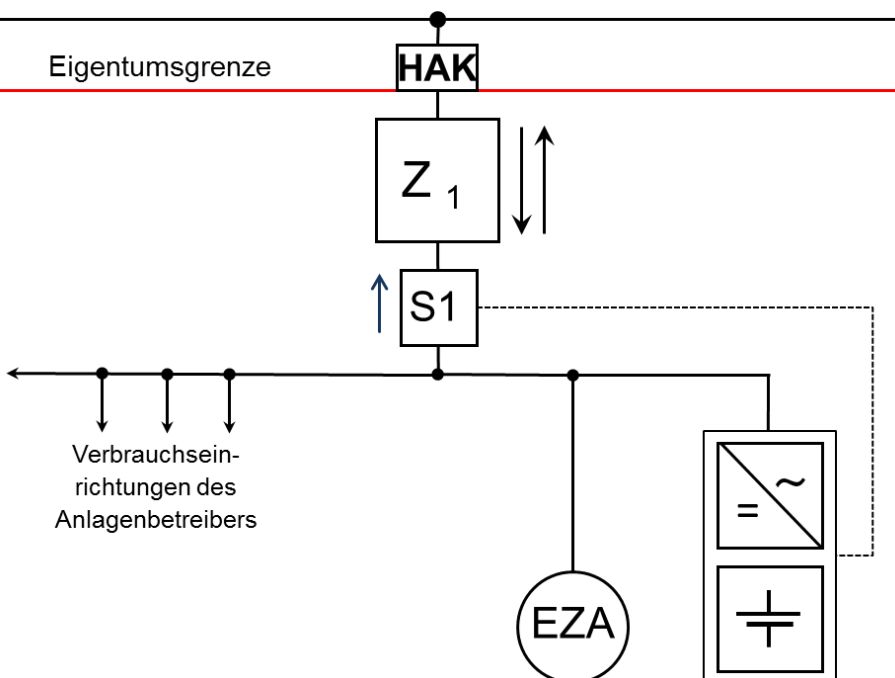 Eigentumsgrenze
HAK
Z 1
S1
Verbrauchsein-
richtungen des
Anlagenbetreibers
= ~
EZA